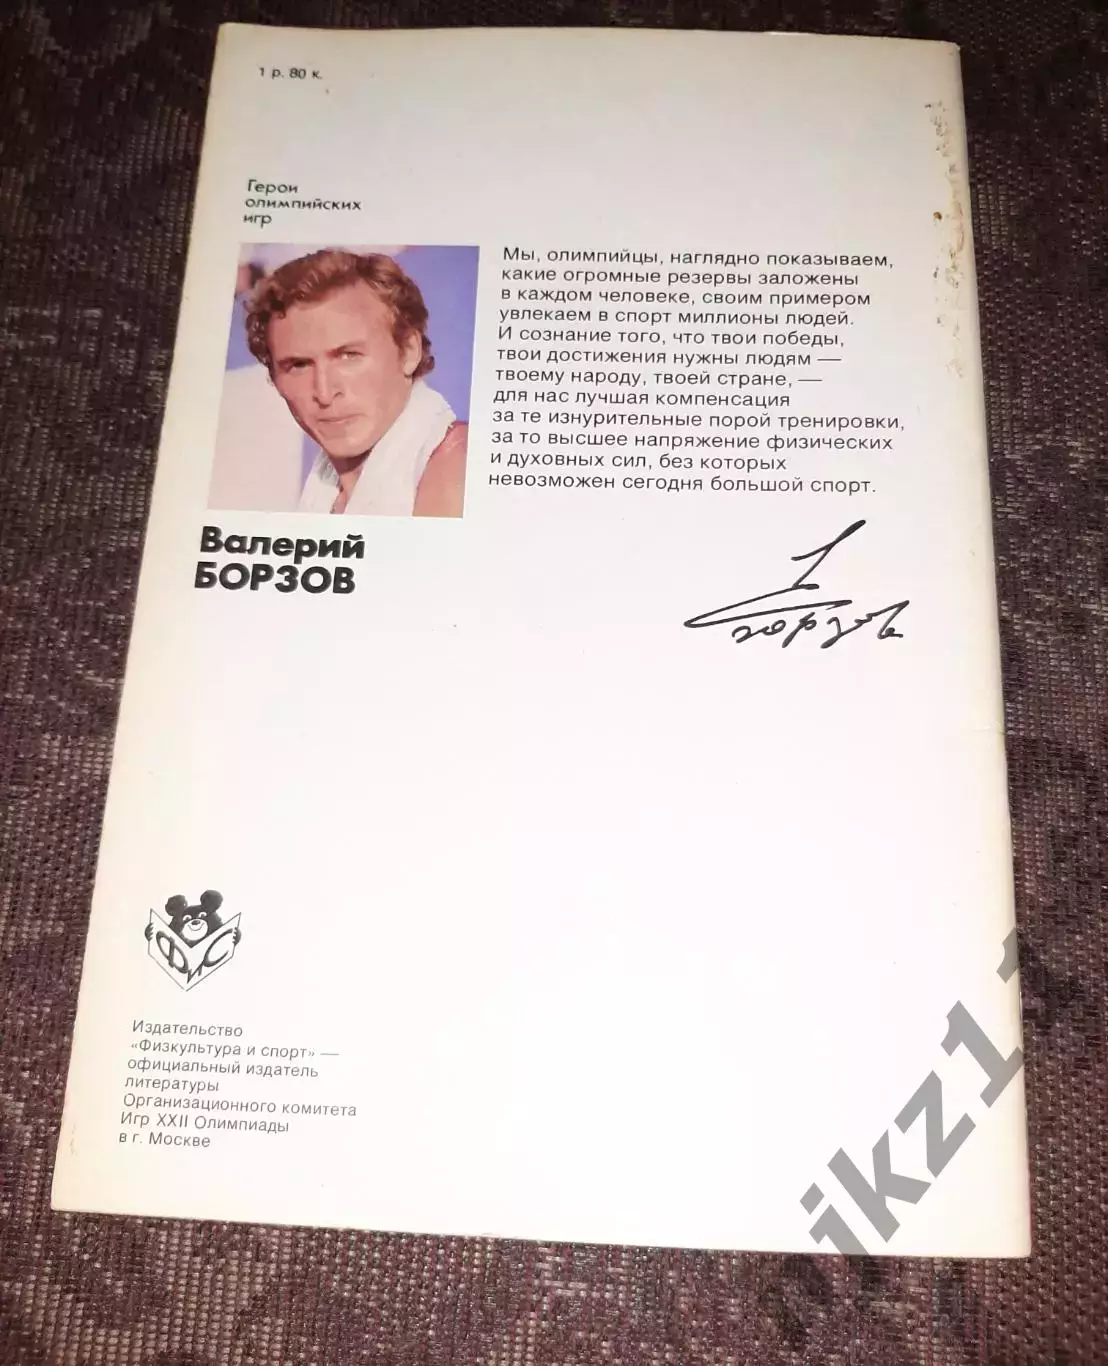 1 р. 80 к.
Герои
олимпийских
игр
Мы, олимпийцы, наглядно показываем,
какие огромные резервы заложены
в каждом человеке, своим примером
увлекаем в спорт миллионы людей.
И сознание того, что твои победы,
твои достижения нужны людям —
твоему народу, твоей стране, —
для нас лучшая компенсация
за те изнурительные порой тренировки,
за то высшее напряжение физических
и духовных сил, без которых
невозможен сегодня большой спорт.
Валерий
БОРЗОВ
Борзов
ФиС
Издательство
«Физкультура и спорт» —
официальный издатель
литературы
Организационного комитета
Игр XXII Олимпиады
в г. Москве